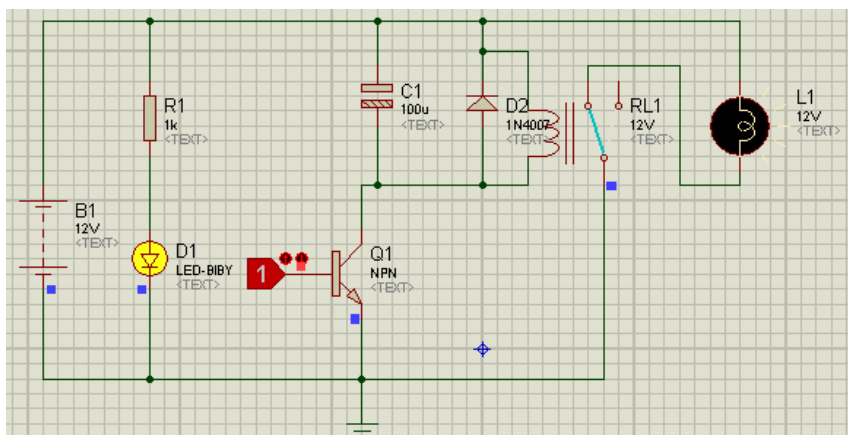 R1
1k
<TEXT>
C1
100u
<TEXT>
D2
1N4007
<TEXT>
RL1
12V
<TEXT>
L1
12V
<TEXT>
B1
12V
<TEXT>
D1
LED-BIBY
<TEXT>
1
Q1
NPN
<TEXT>